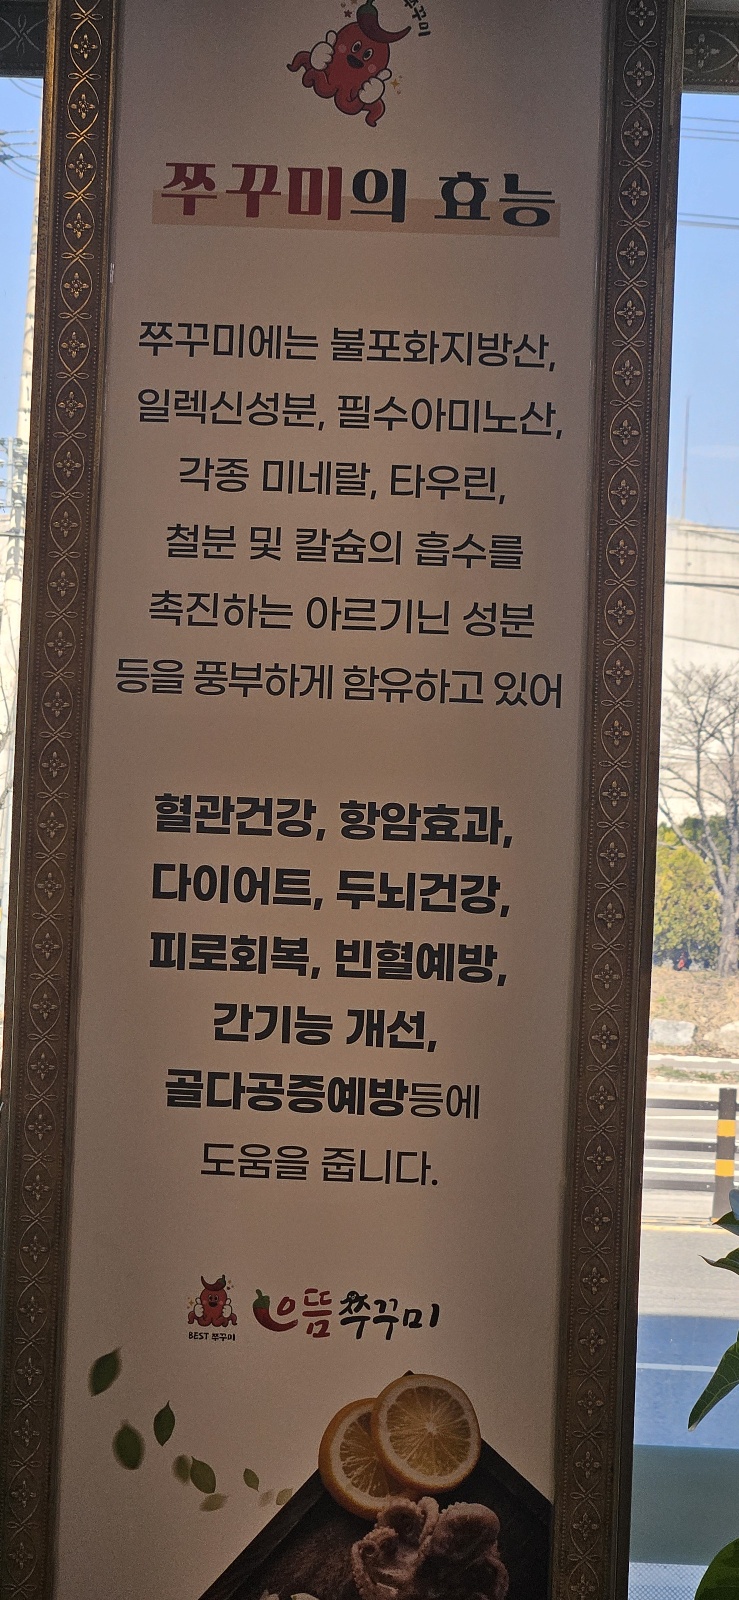 쭈꾸미
쭈꾸미의 효능
쭈꾸미에는 불포화지방산,
일렉신성분, 필수아미노산,
각종 미네랄, 타우린,
철분 및 칼슘의 흡수를
촉진하는 아르기닌 성분
등을 풍부하게 함유하고 있어
혈관건강, 항암효과,
다이어트, 두뇌건강,
피로회복, 빈혈예방,
간기능 개선,
골다공증예방등에
도움을 줍니다.
BEST 쭈꾸미
으뜸쭈꾸미